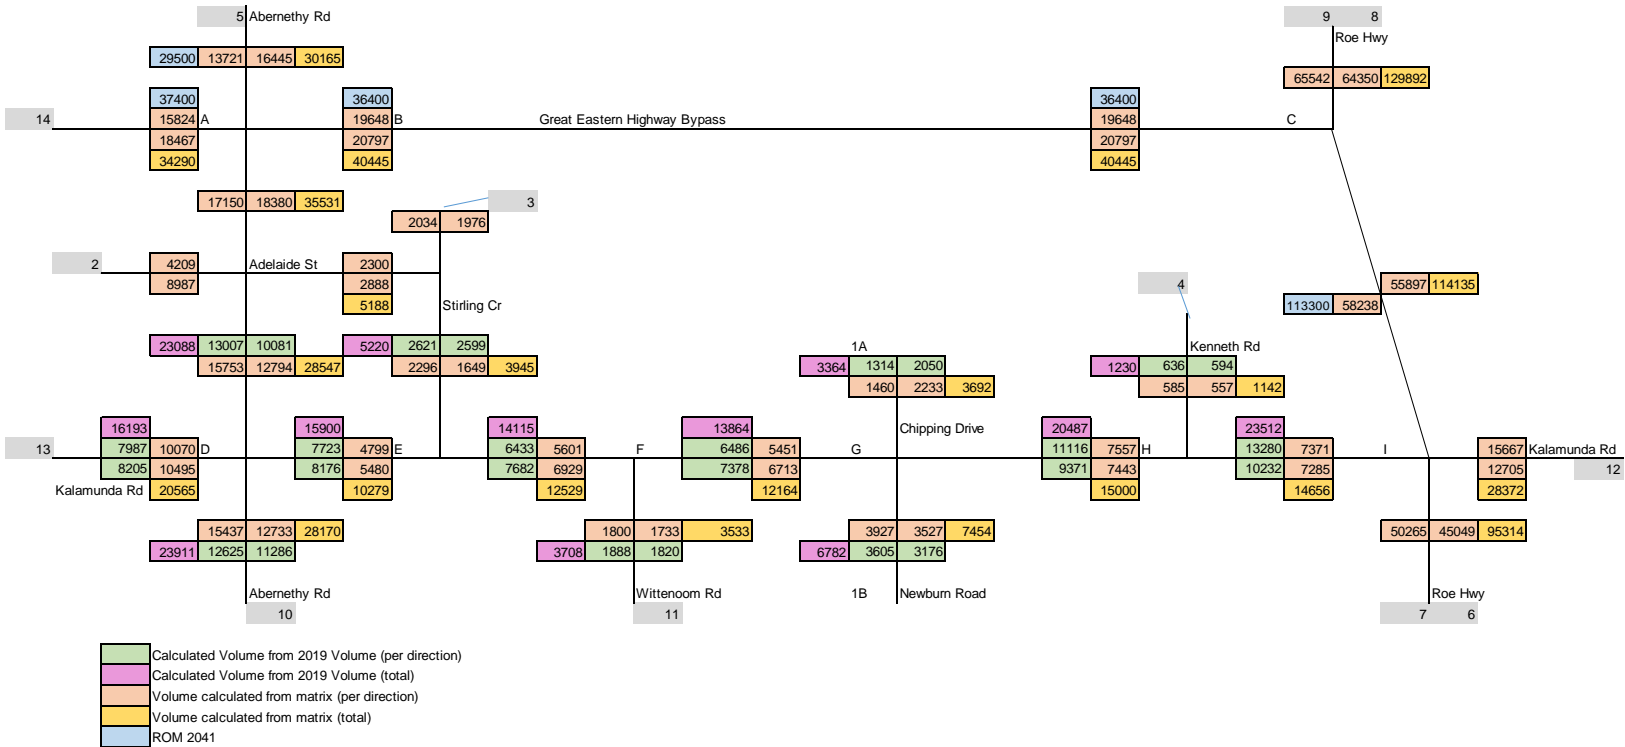 5 Abernethy Rd
9 8
Roe Hwy
29500 13721 16445 30165
65542 64350 129892
37400 36400 36400
14 15824 A 19648 B Great Eastern Highway Bypass 19648 C
18467 20797 20797
34290 40445 40445
17150 18380 35531
3
2034 1976
2 4209 Adelaide St 2300
8987 2888
5188
55897 114135
4
113300 58238
Stirling Cr
23088 13007 10081 5220 2621 2599 1A Kenneth Rd
15753 12794 28547 2296 1649 3945
3364 1314 2050 1230 636 594
1460 2233 3692 585 557 1142
16193 15900 14115 13864 Chipping Drive 20487 23512
13 7987 10070 D 7723 4799 E 6433 5601 F 6486 5451 G 11116 7557 H 13280 7371 I 15667 Kalamunda Rd
8205 10495 8176 5480 7682 6929 7378 6713 9371 7443 10232 7285 12705 12
Kalamunda Rd 20565 10279 12529 12164 15000 14656 28372
15437 12733 28170 1800 1733 3533 3927 3527 7454 50265 45049 95314
23911 12625 11286 3708 1888 1820 6782 3605 3176
Abernethy Rd Wittenoom Rd 1B Newburn Road Roe Hwy
10 11 7 6
Calculated Volume from 2019 Volume (per direction)
Calculated Volume from 2019 Volume (total)
Volume calculated from matrix (per direction)
Volume calculated from matrix (total)
ROM 2041